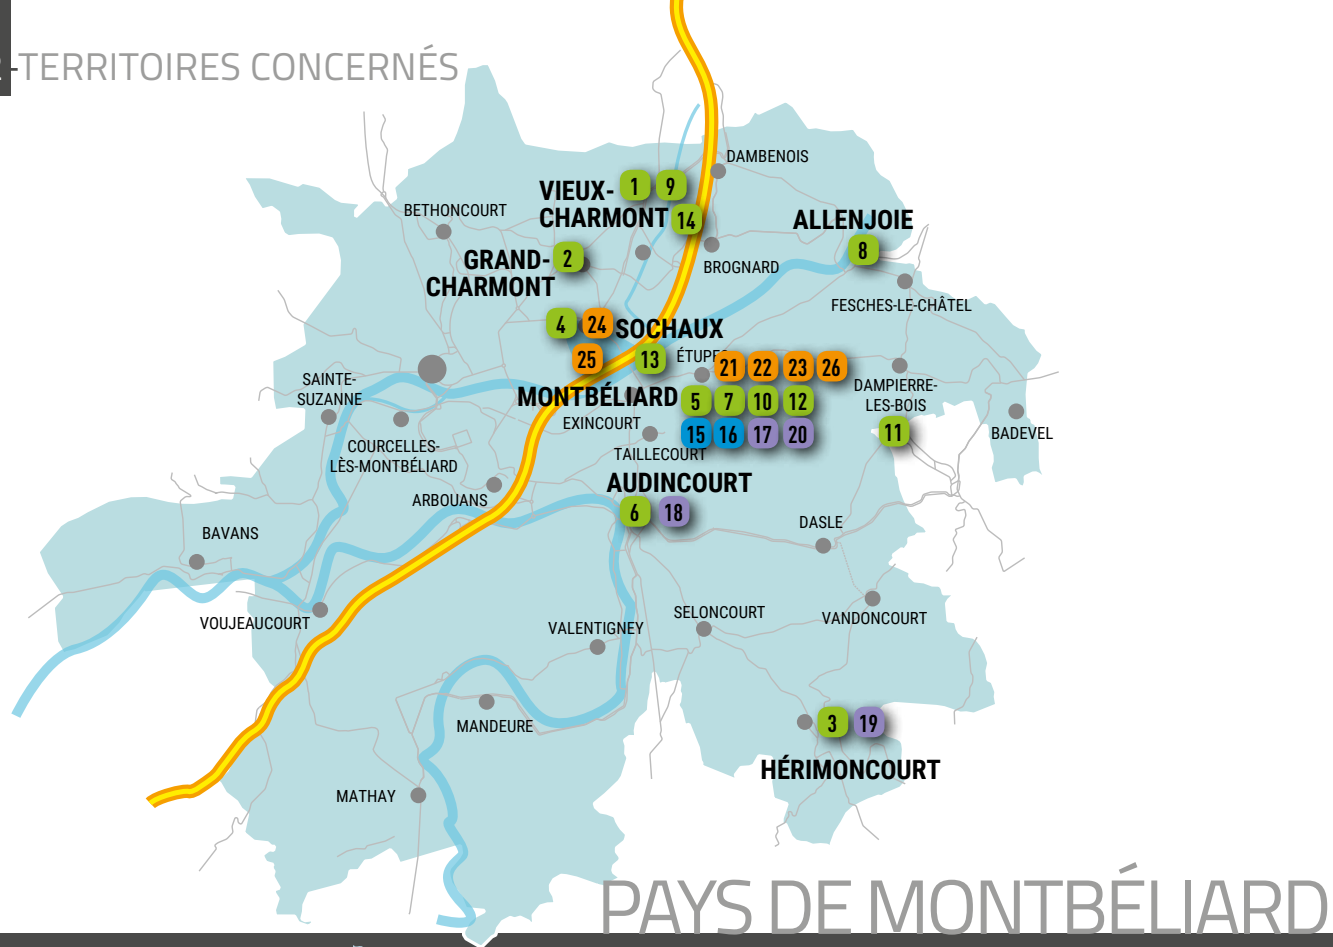 -TERRITOIRES CONCERNÉS
DAMBENOIS
VIEUX-
CHARMONT
1 9
14
BETHONCOURT
ALLENJOIE
8
GRAND-
CHARMONT
2
BROGNARD
FESCHES-LE-CHÂTEL
4 24 SOCHAUX
25 13
ÉTUPES
21 22 23 26
SAINTE-
SUZANNE
DAMPIERRE-
LES-BOIS
11
MONTBÉLIARD
5 7 10 12
15 16 17 20
EXINCOURT
TAILLECOURT
BADEVEL
COURCELLES-
LÈS-MONTBÉLIARD
ARBOUANS
AUDINCOURT
6 18
DASLE
BAVANS
VOUJEAUCOURT
VALENTIGNEY
SELONCOURT
VANDONCOURT
MANDEURE
3 19
HÉRIMONCOURT
MATHAY
PAYS DE MONTBÉLIARD